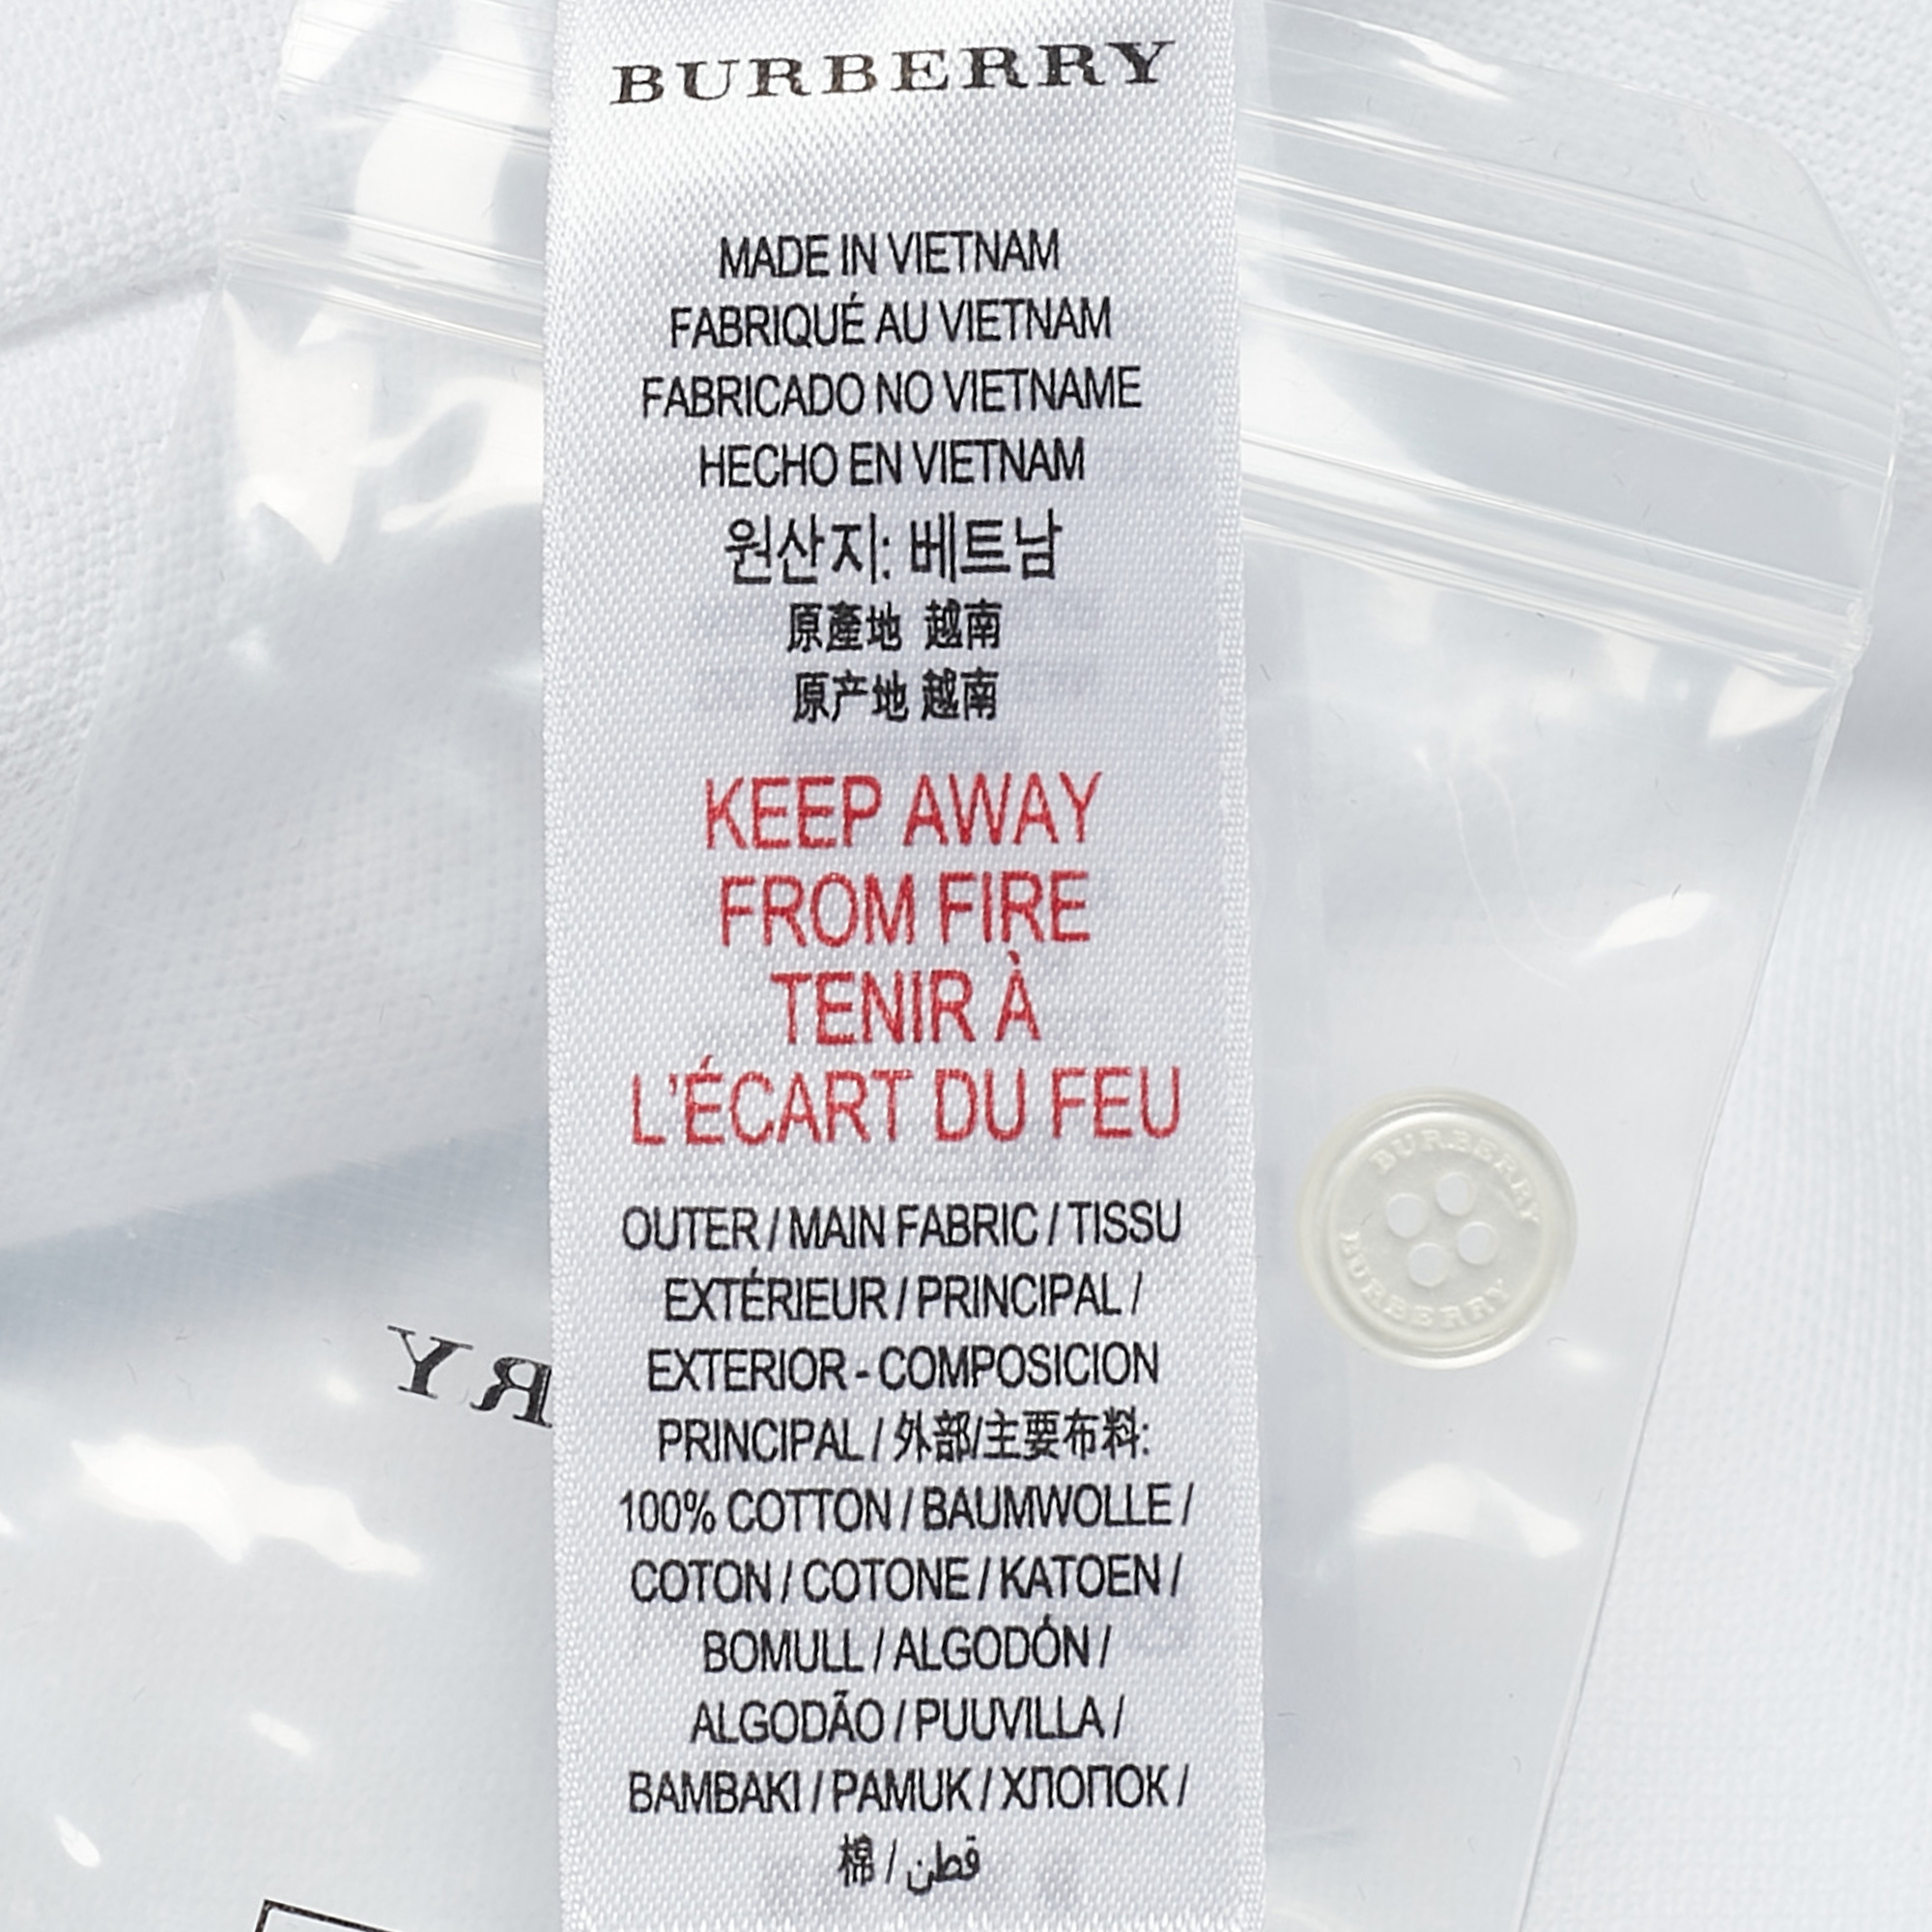 BURBERRY
MADE IN VIETNAM
FABRIQUÉ AU VIETNAM
FABRICADO NO VIETNAME
HECHO EN VIETNAM
원산지: 베트남
原產地 越南
原产地 越南
KEEP AWAY
FROM FIRE
TENIR À
L'ÉCART DU FEU
OUTER / MAIN FABRIC / TISSU
EXTÉRIEUR / PRINCIPAL /
EXTERIOR - COMPOSICION
PRINCIPAL / 外部/主要布料:
100% COTTON / BAUMWOLLE /
COTON / COTONE / KATOEN /
BOMULL / ALGODÓN /
ALGODÃO / PUUVILLA /
BAMBAKI / PAMUK / ХЛОПОК /
棉 / قطن
BURBERRY
BURBERRY
RY